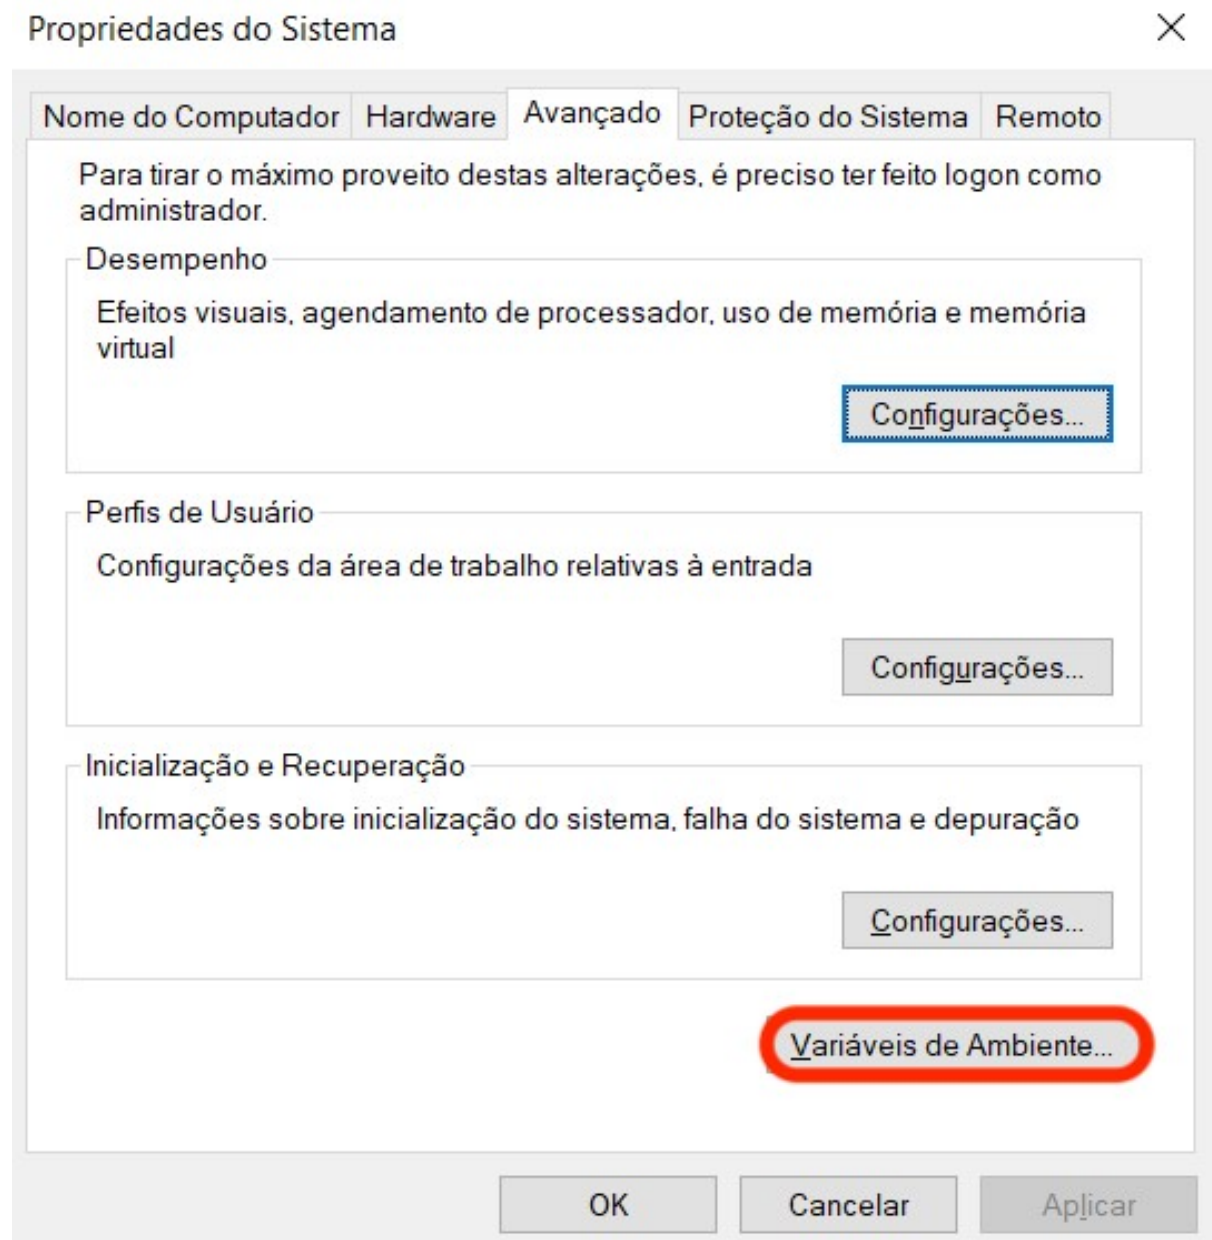 Propriedades do Sistema
Nome do Computador
Hardware
Avançado
Proteção do Sistema
Remoto
Para tirar o máximo proveito destas alterações, é preciso ter feito logon como
administrador.
Desempenho
Efeitos visuais, agendamento de processador, uso de memória e memória
virtual
Configurações...
Perfis de Usuário
Configurações da área de trabalho relativas à entrada
Configurações...
Inicialização e Recuperação
Informações sobre inicialização do sistema, falha do sistema e depuração
Configurações...
Variáveis de Ambiente...
OK
Cancelar
Aplicar